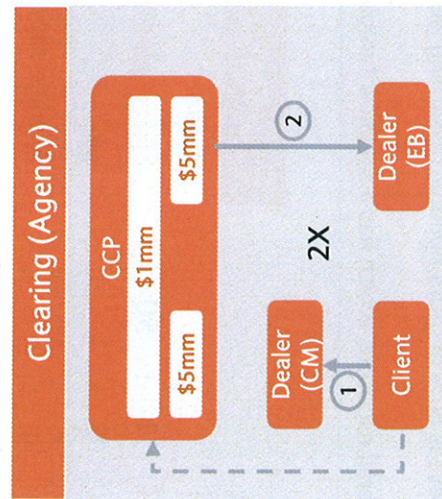 Clearing (Agency)
CCP
$1mm
$5mm
$5mm
2
2X
Dealer
(CM)
1
Client
Dealer
(EB)